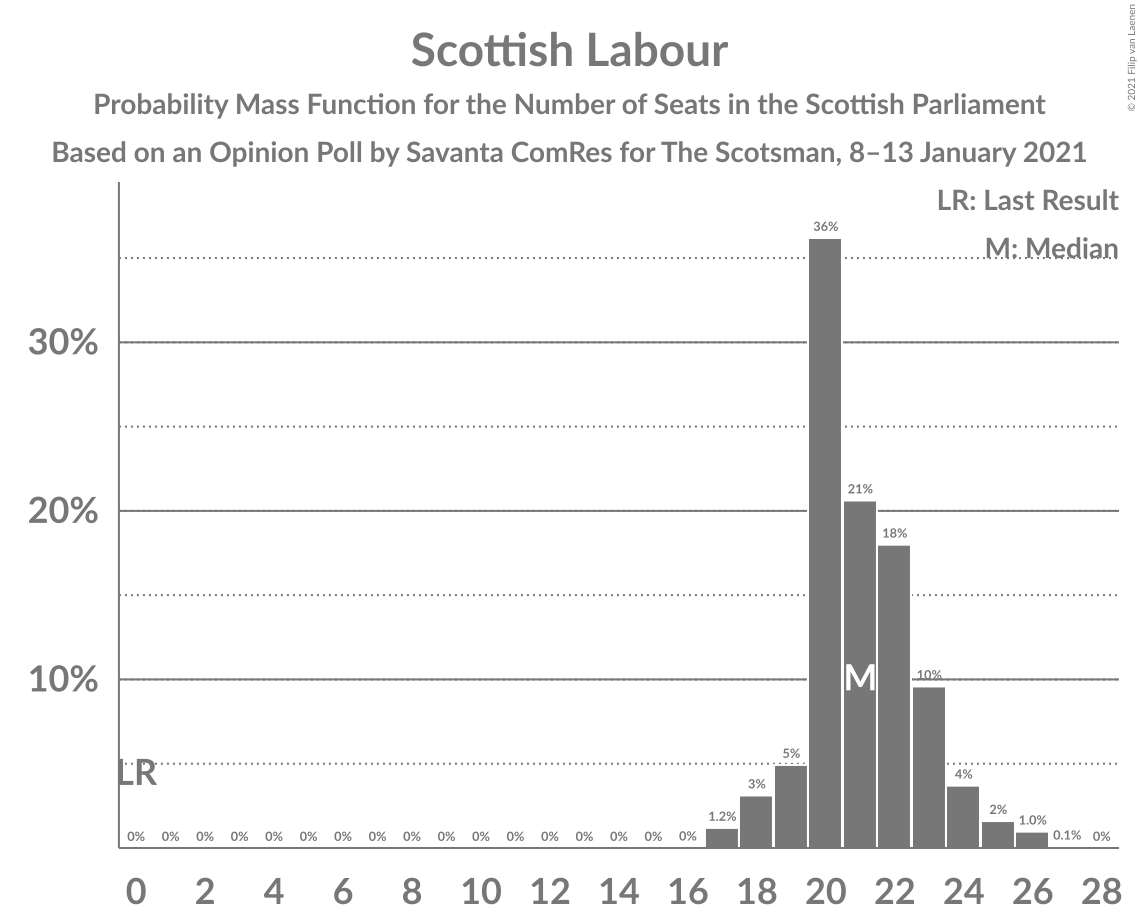 Scottish Labour
Probability Mass Function for the Number of Seats in the Scottish Parliament
Based on an Opinion Poll by Savanta ComRes for The Scotsman, 8–13 January 2021
© 2021 Filip van Laenen
LR: Last Result
M: Median
36%
30%
21%
20%
18%
10%
10%
M
5%
4%
LR
3%
2%
1.2%
1.0%
0% 0% 0% 0% 0% 0% 0% 0% 0% 0% 0% 0% 0% 0% 0% 0% 0% 0.1% 0%
0 2 4 6 8 10 12 14 16 18 20 22 24 26 28